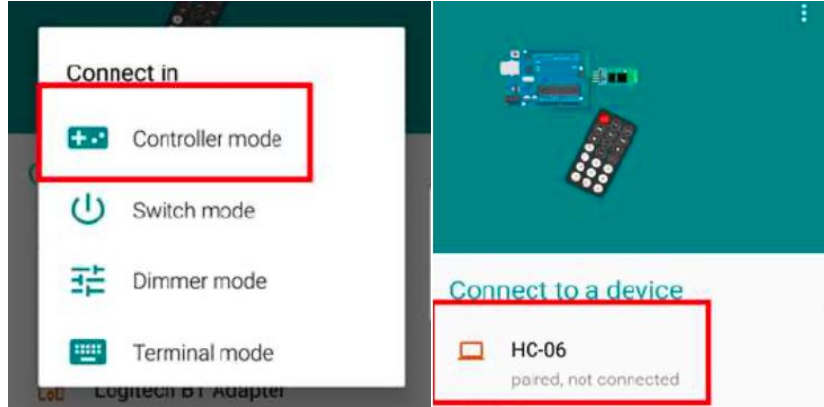 Connect in
Controller mode
Switch mode
Dimmer mode
Terminal mode
Logitech BT Adapter
Connect to a device
HC-06
paired, not connected